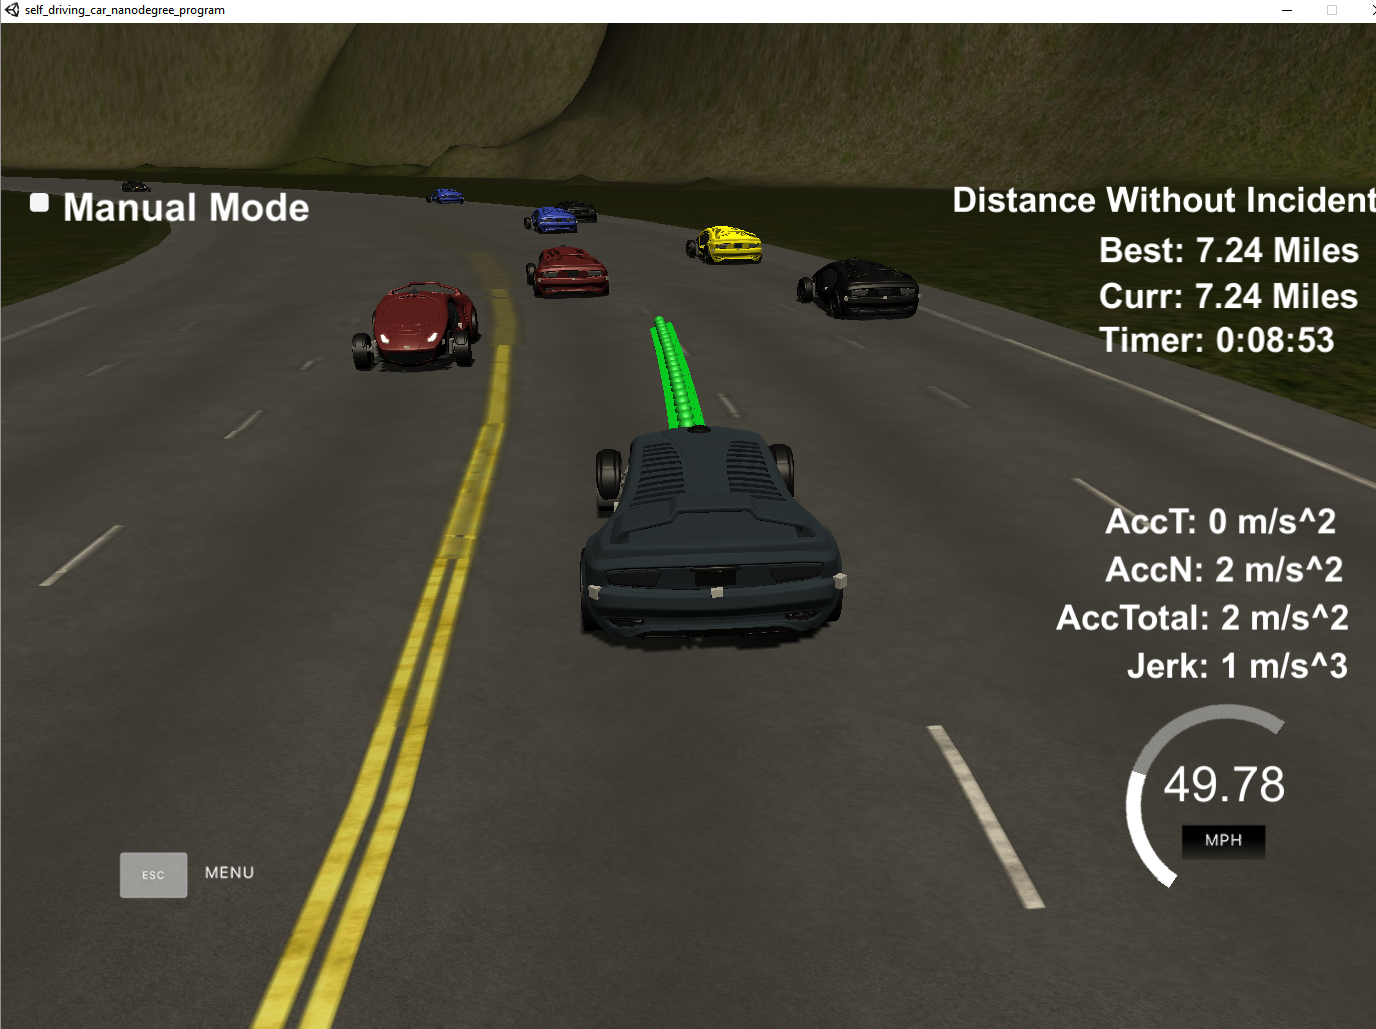 self_driving_car_nanodegree_program
Manual Mode
Distance Without Incident
Best: 7.24 Miles
Curr: 7.24 Miles
Timer: 0:08:53
AccT: 0 m/s^2
AccN: 2 m/s^2
AccTotal: 2 m/s^2
Jerk: 1 m/s^3
49.78
MPH
ESC MENU